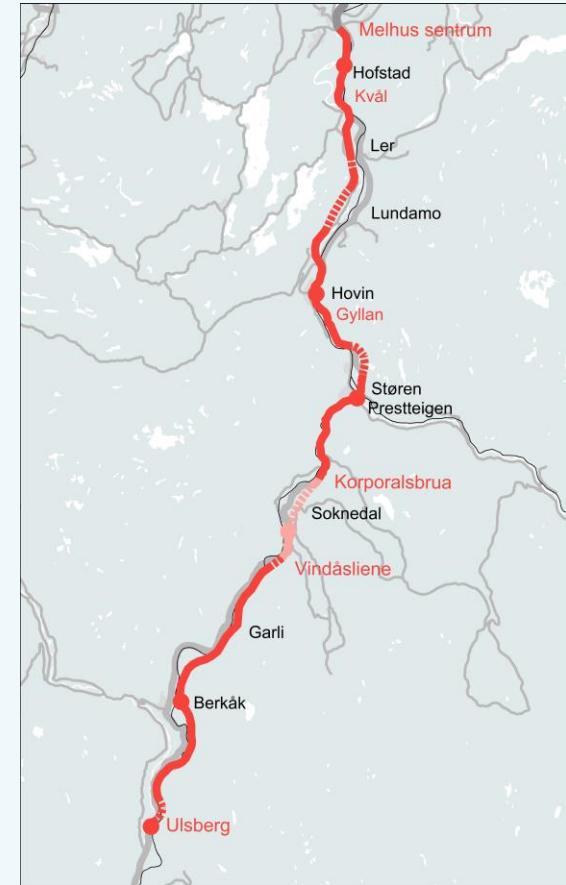 Melhus sentrum
Hofstad
Kvål
Ler
Lundamo
Hovin
Gyllan
Støren
Prestteigen
Korporalsbrua
Soknedal
Vindåsliene
Garli
Berkåk
Ulsberg